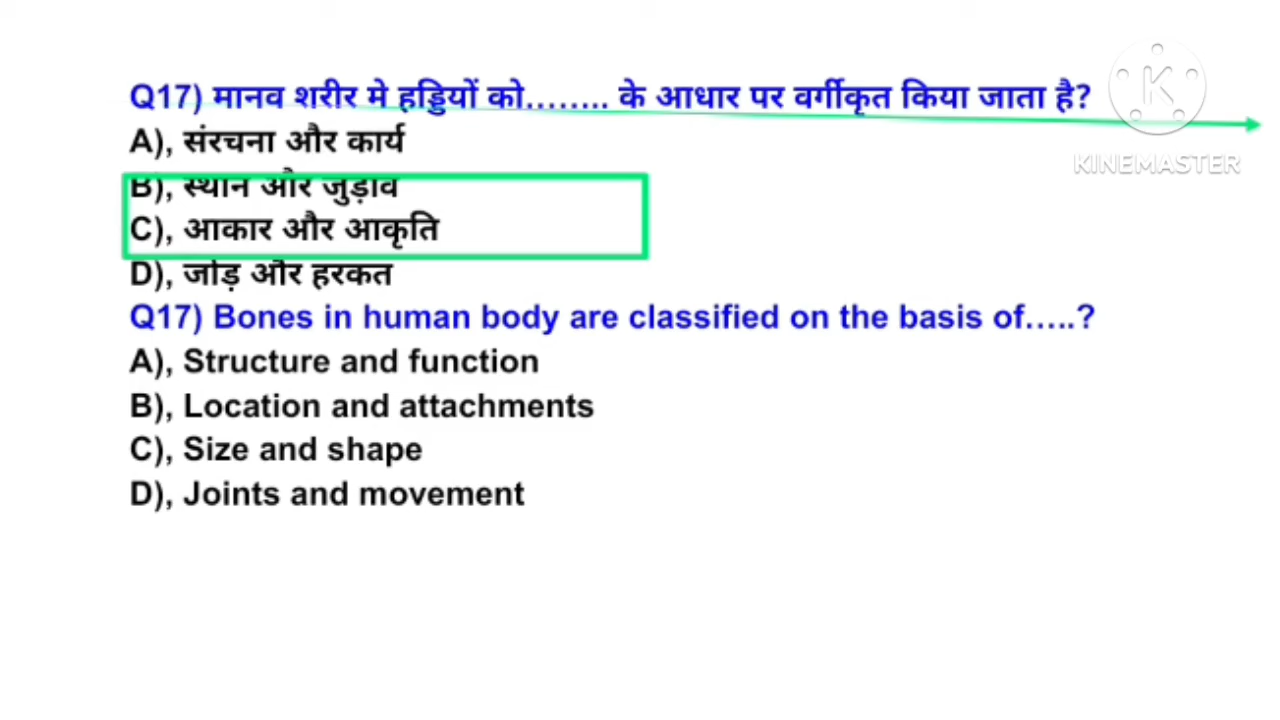 Q17) मानव शरीर मे हड्डियों को…….. के आधार पर वर्गीकृत किया जाता है?
KINEMASTER
A), संरचना और कार्य
B), स्थान और जुड़ाव
C), आकार और आकृति
D), जोड़ और हरकत
Q17) Bones in human body are classified on the basis of…..?
A), Structure and function
B), Location and attachments
C), Size and shape
D), Joints and movement